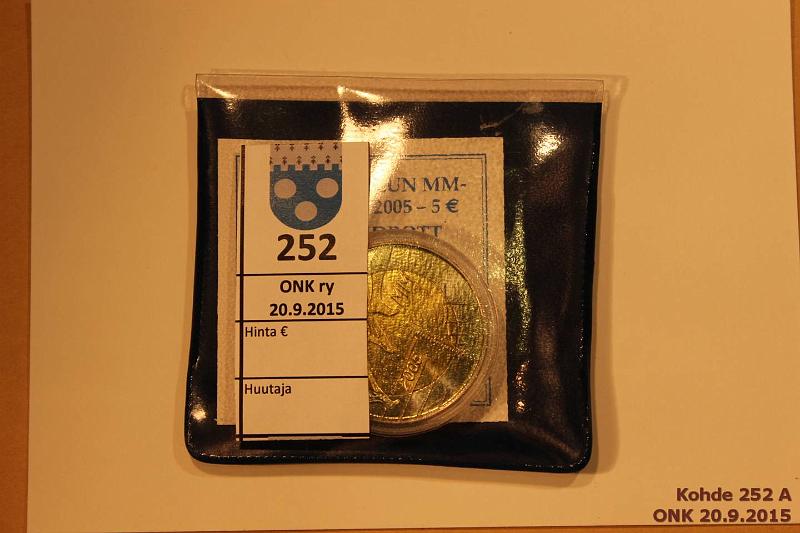 UN MM-
2005 – 5 €
252
ONK ry
20.9.2015
Hinta €
Huutaja
2005
Kohde 252 A
ONK 20.9.2015